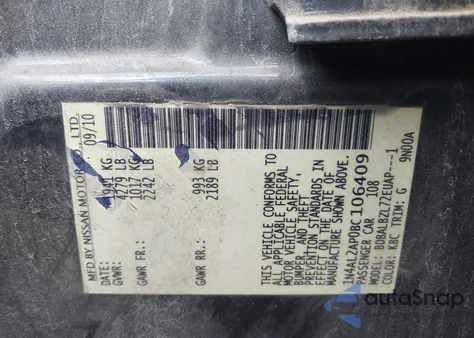 MFD BY NISSAN MOTOR CO., LTD.
DATE: 09/10
GVWR: 1941 KG
4279 LB
GAWR FR.: 1017 KG
2242 LB
GAWR RR.: 993 KG
2189 LB
THIS VEHICLE CONFORMS TO
ALL APPLICABLE FEDERAL
MOTOR VEHICLE SAFETY,
BUMPER, AND THEFT
PREVENTION STANDARDS IN
EFFECT ON THE DATE OF
MANUFACTURE SHOWN ABOVE.
1N4AL2AP0BC106409
PASSENGER CAR 108
MODEL: BDBALBZL72EUAP---1
COLOR: KBC TRIM: G 9N00A
autoSnap